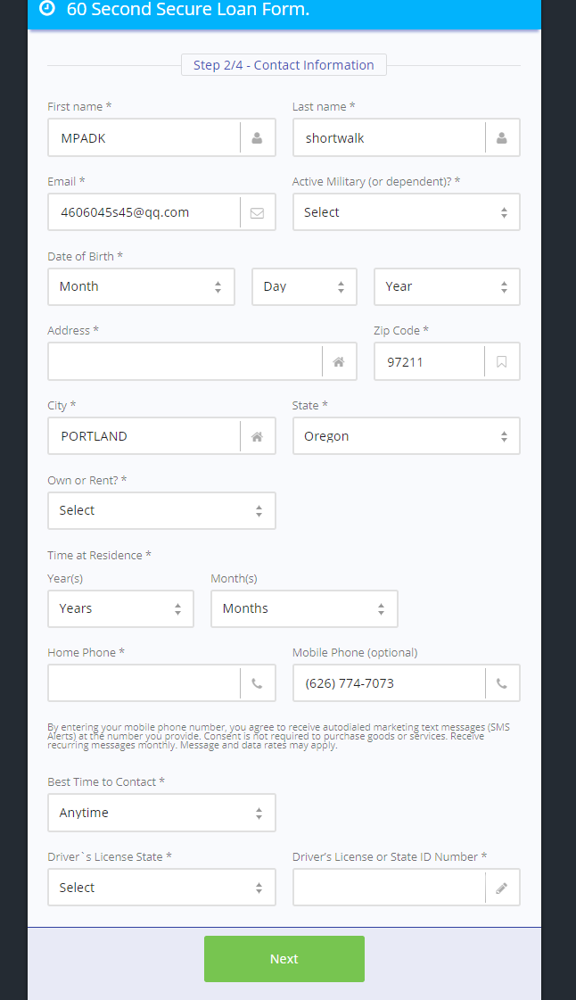 60 Second Secure Loan Form.
Step 2/4 - Contact Information
First name * Last name *
MPADK shortwalk
Email * Active Military (or dependent)? *
4606045s45@qq.com Select
Date of Birth *
Month Day Year
Address * Zip Code *
97211
City * State *
PORTLAND Oregon
Own or Rent? *
Select
Time at Residence *
Year(s) Month(s)
Years Months
Home Phone * Mobile Phone (optional)
(626) 774-7073
By entering your mobile phone number, you agree to receive autodialed marketing text messages (SMS
Alerts) at the number you provide. Consent is not required to purchase goods or services. Receive
recurring messages monthly. Message and data rates may apply.
Best Time to Contact *
Anytime
Driver`s License State * Driver’s License or State ID Number *
Select
Next